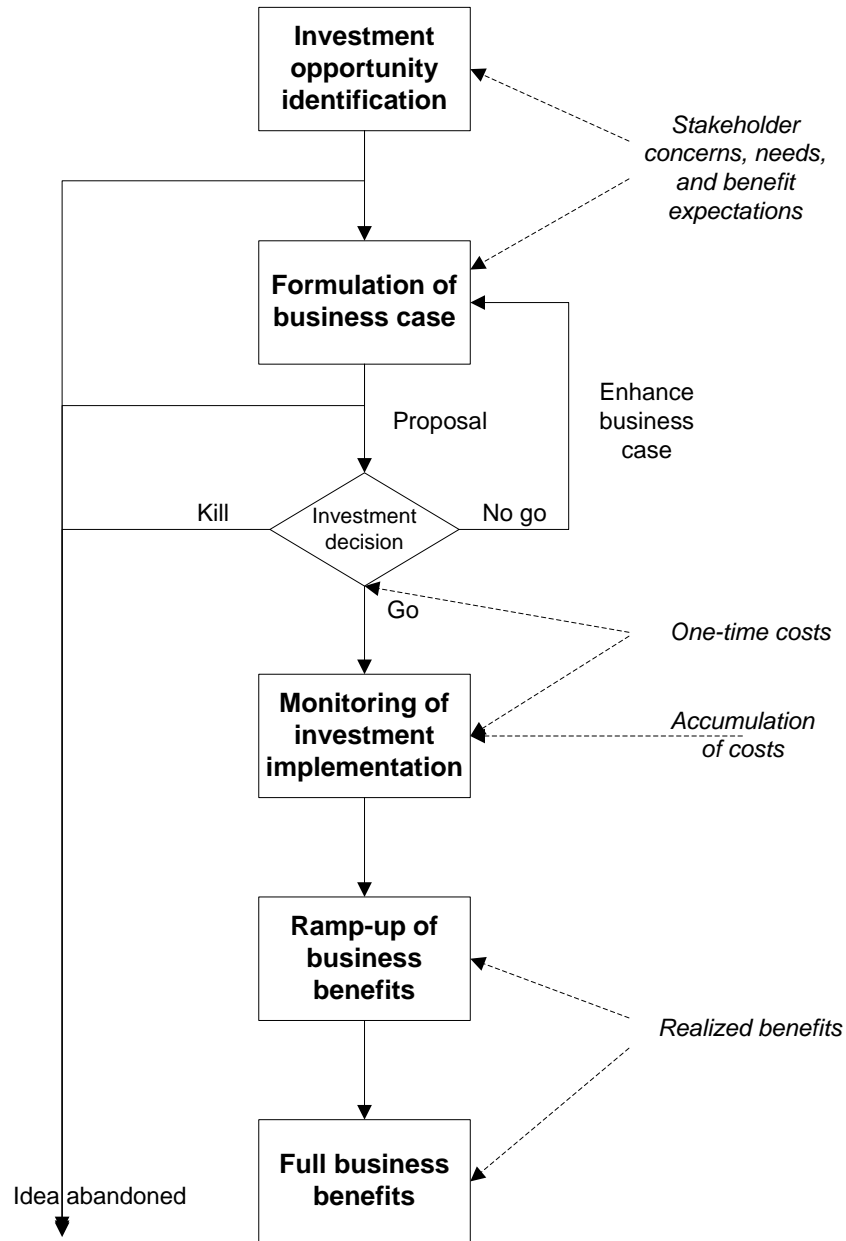 Investment
opportunity
identification
Stakeholder
concerns, needs,
and benefit
expectations
Formulation of
business case
Enhance
business
case
Proposal
Kill
Investment
decision
No go
Go
One-time costs
Monitoring of
investment
implementation
Accumulation
of costs
Ramp-up of
business
benefits
Realized benefits
Full business
benefits
Idea abandoned